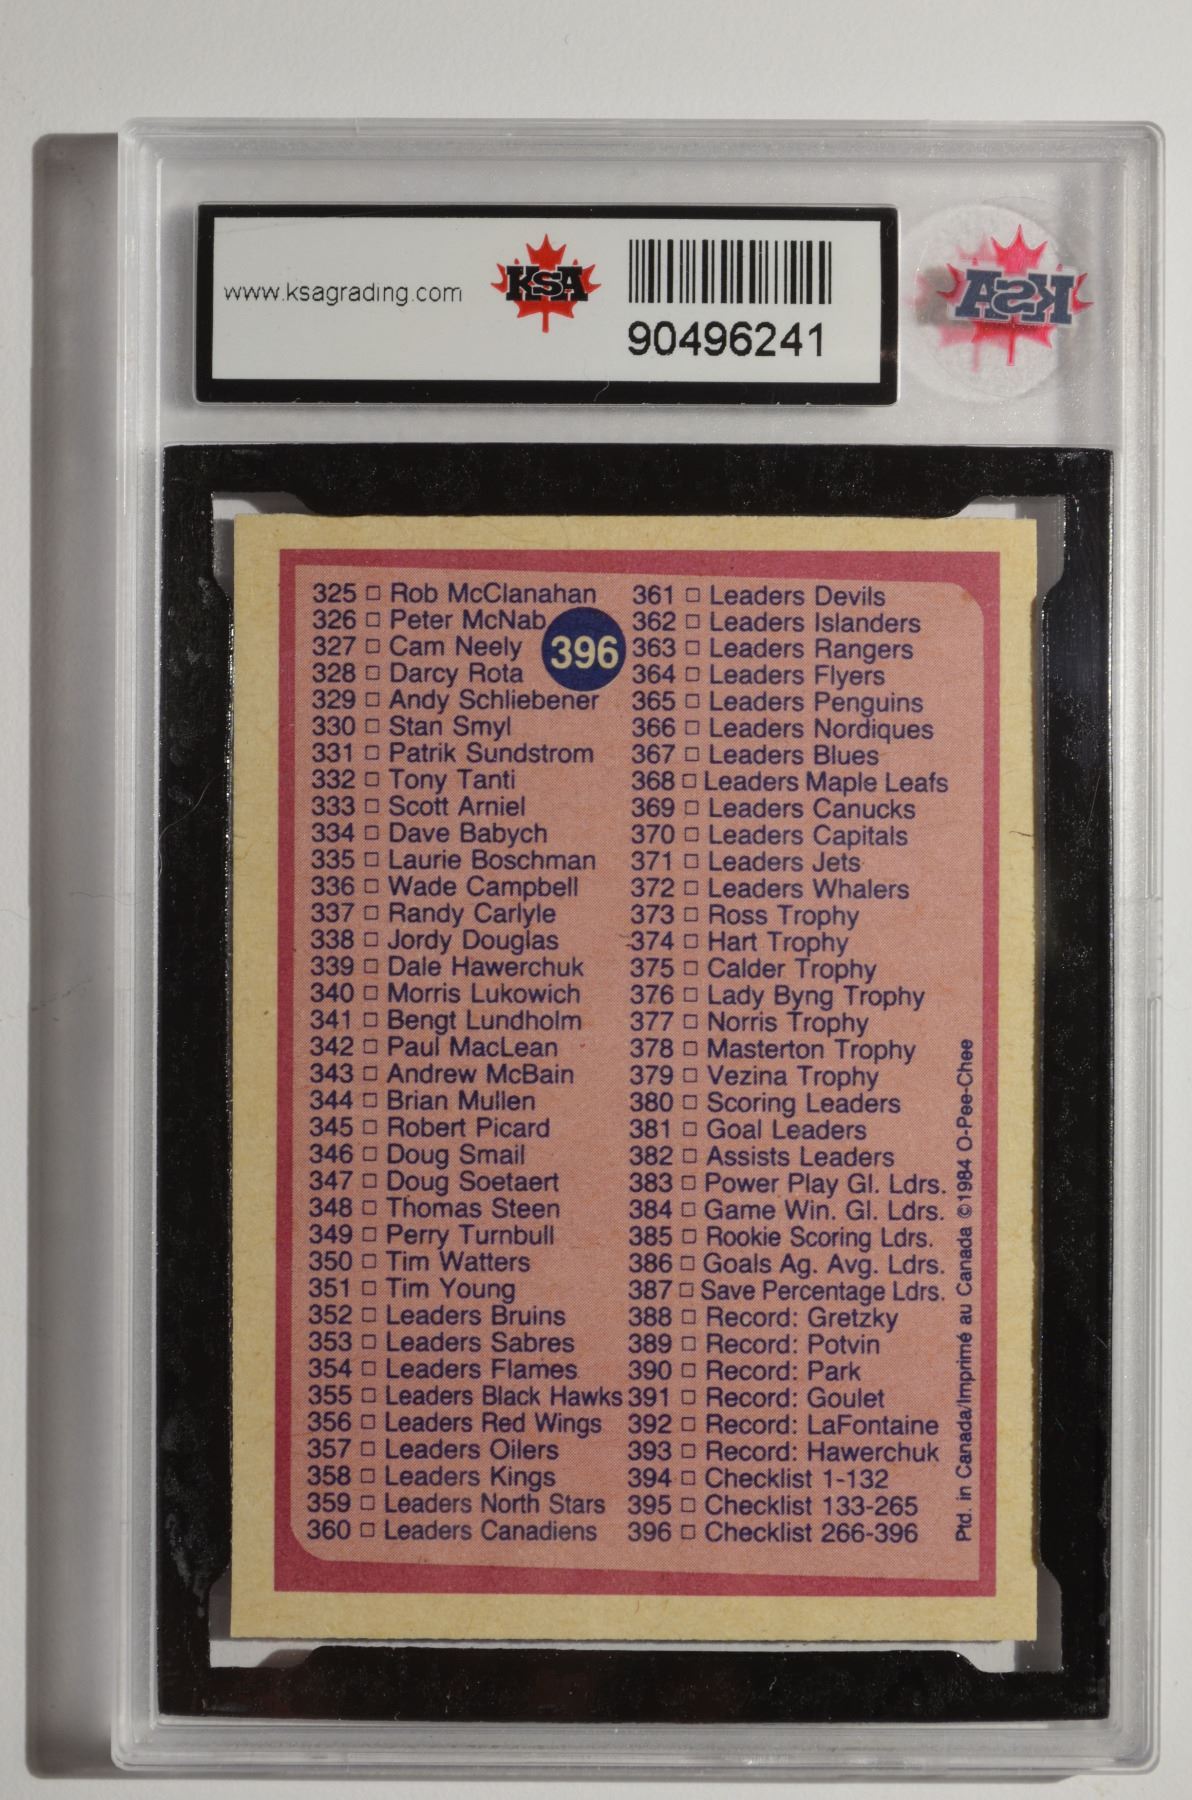 www.ksagrading.com
KSA
90496241
KSA
325 □ Rob McClanahan
326 □ Peter McNab
327 □ Cam Neely
328 □ Darcy Rota
329 □ Andy Schliebener
330 □ Stan Smyl
331 □ Patrik Sundstrom
332 □ Tony Tanti
333 □ Scott Arniel
334 □ Dave Babych
335 □ Laurie Boschman
336 □ Wade Campbell
337 □ Randy Carlyle
338 □ Jordy Douglas
339 □ Dale Hawerchuk
340 □ Morris Lukowich
341 □ Bengt Lundholm
342 □ Paul MacLean
343 □ Andrew McBain
344 □ Brian Mullen
345 □ Robert Picard
346 □ Doug Smail
347 □ Doug Soetaert
348 □ Thomas Steen
349 □ Perry Turnbull
350 □ Tim Watters
351 □ Tim Young
352 □ Leaders Bruins
353 □ Leaders Sabres
354 □ Leaders Flames
355 □ Leaders Black Hawks
356 □ Leaders Red Wings
357 □ Leaders Oilers
358 □ Leaders Kings
359 □ Leaders North Stars
360 □ Leaders Canadiens
396
361 □ Leaders Devils
362 □ Leaders Islanders
363 □ Leaders Rangers
364 □ Leaders Flyers
365 □ Leaders Penguins
366 □ Leaders Nordiques
367 □ Leaders Blues
368 □ Leaders Maple Leafs
369 □ Leaders Canucks
370 □ Leaders Capitals
371 □ Leaders Jets
372 □ Leaders Whalers
373 □ Ross Trophy
374 □ Hart Trophy
375 □ Calder Trophy
376 □ Lady Byng Trophy
377 □ Norris Trophy
378 □ Masterton Trophy
379 □ Vezina Trophy
380 □ Scoring Leaders
381 □ Goal Leaders
382 □ Assists Leaders
383 □ Power Play Gl. Ldrs.
384 □ Game Win. Gl. Ldrs.
385 □ Rookie Scoring Ldrs.
386 □ Goals Ag. Avg. Ldrs.
387 □ Save Percentage Ldrs.
388 □ Record: Gretzky
389 □ Record: Potvin
390 □ Record: Park
391 □ Record: Goulet
392 □ Record: LaFontaine
393 □ Record: Hawerchuk
394 □ Checklist 1-132
395 □ Checklist 133-265
396 □ Checklist 266-396
Ptd. in Canada/Imprimé au Canada ©1984 O-Pee-Chee